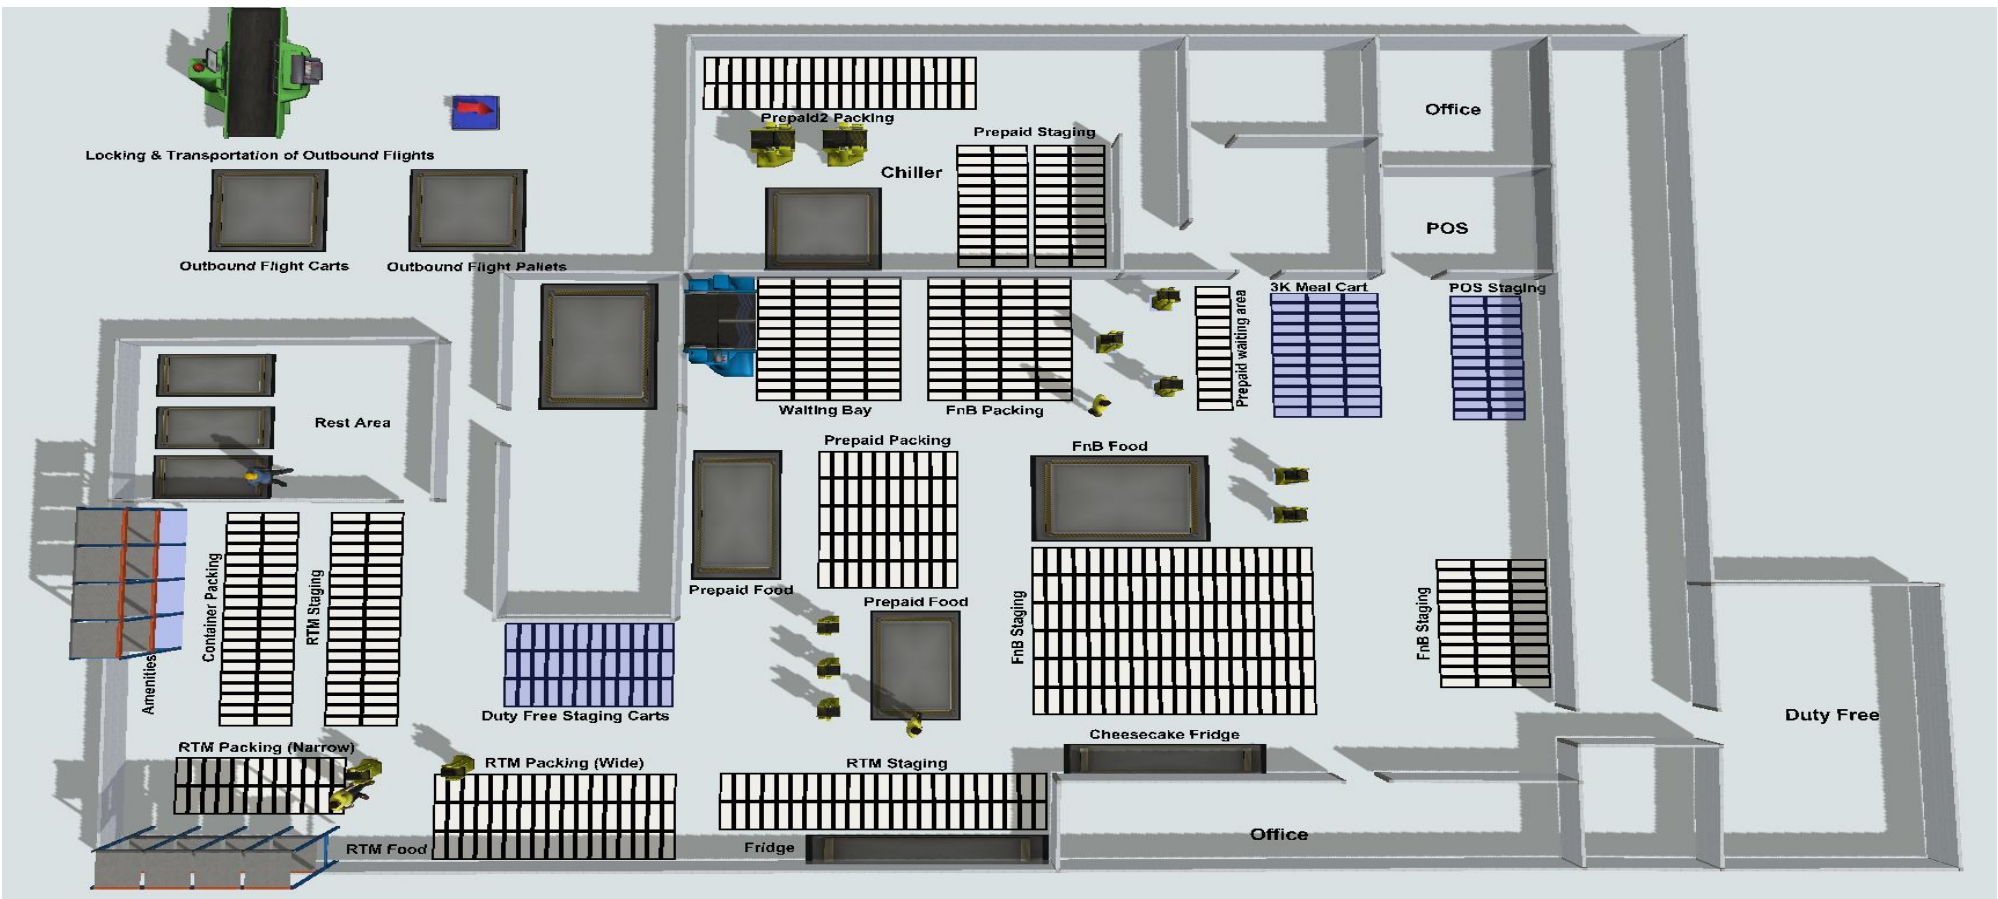 Office
Prepaid2 Packing
Prepaid Staging
Locking & Transportation of Outbound Flights
Chiller
POS
Outbound Flight Carts
Outbound Flight Pallets
3K Meal Cart
POS Staging
Prepaid waiting area
Waiting Bay
FnB Packing
Rest Area
Prepaid Packing
FnB Food
Container Packing
RTM Staging
Prepaid Food
Prepaid Food
FnB Staging
FnB Staging
Amenities
Duty Free Staging Carts
Duty Free
Cheesecake Fridge
RTM Packing (Narrow)
RTM Packing (Wide)
RTM Staging
Office
RTM Food
Fridge